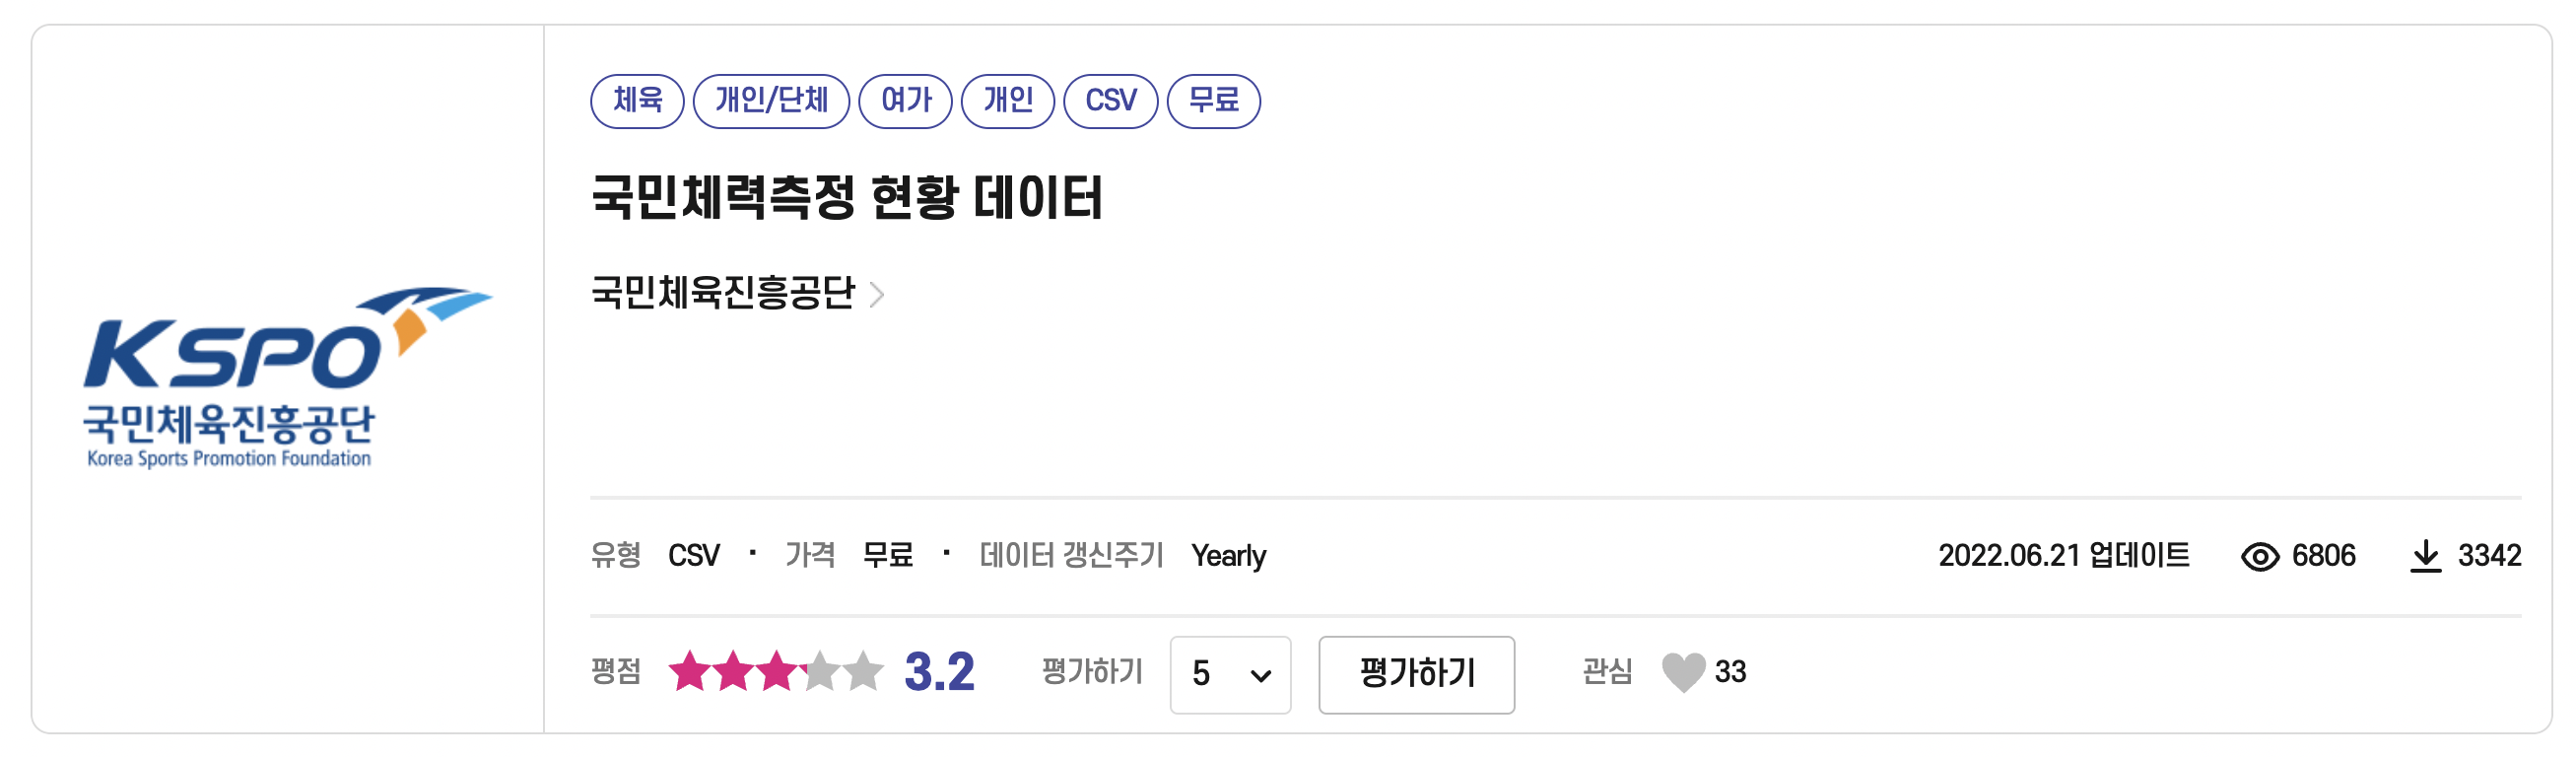 KSPO
국민체육진흥공단
Korea Sports Promotion Foundation
체육 개인/단체 여가 개인 CSV 무료
국민체력측정 현황 데이터
국민체육진흥공단
유형 CSV · 가격 무료 · 데이터 갱신주기 Yearly 2022.06.21 업데이트 6806 3342
평점 3.2 평가하기 5 평가하기 관심 33